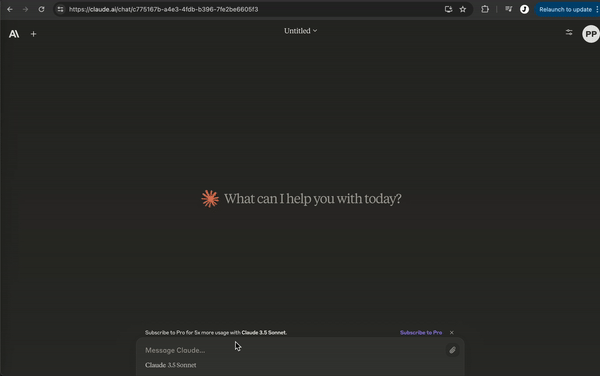 https://claude.ai/chat/c775167b-a4e3-4fdb-b396-7fe2be6605f3
Relaunch to update
Untitled
PP
What can I help you with today?
Subscribe to Pro for 5x more usage with Claude 3.5 Sonnet.
Subscribe to Pro
Message Claude...
Claude 3.5 Sonnet